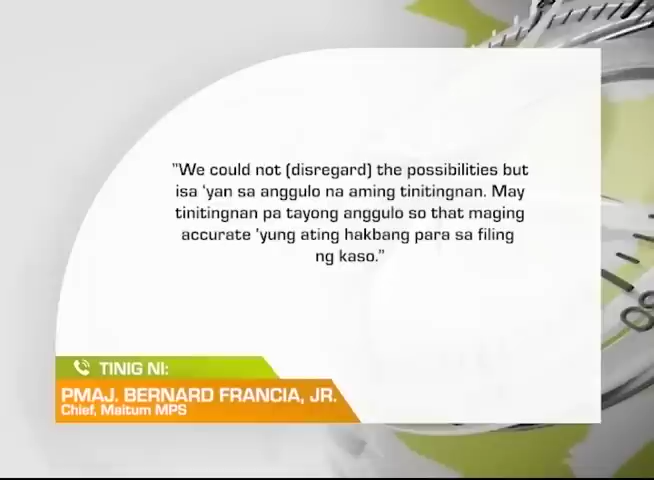 "We could not (disregard) the possibilities but
isa 'yan sa anggulo na aming tinitingnan. May
tinitingnan pa tayong anggulo so that maging
accurate 'yung ating hakbang para sa filing
ng kaso."
TINIG NI:
PMAJ. BERNARD FRANCIA, JR.
Chief, Maitum MPS